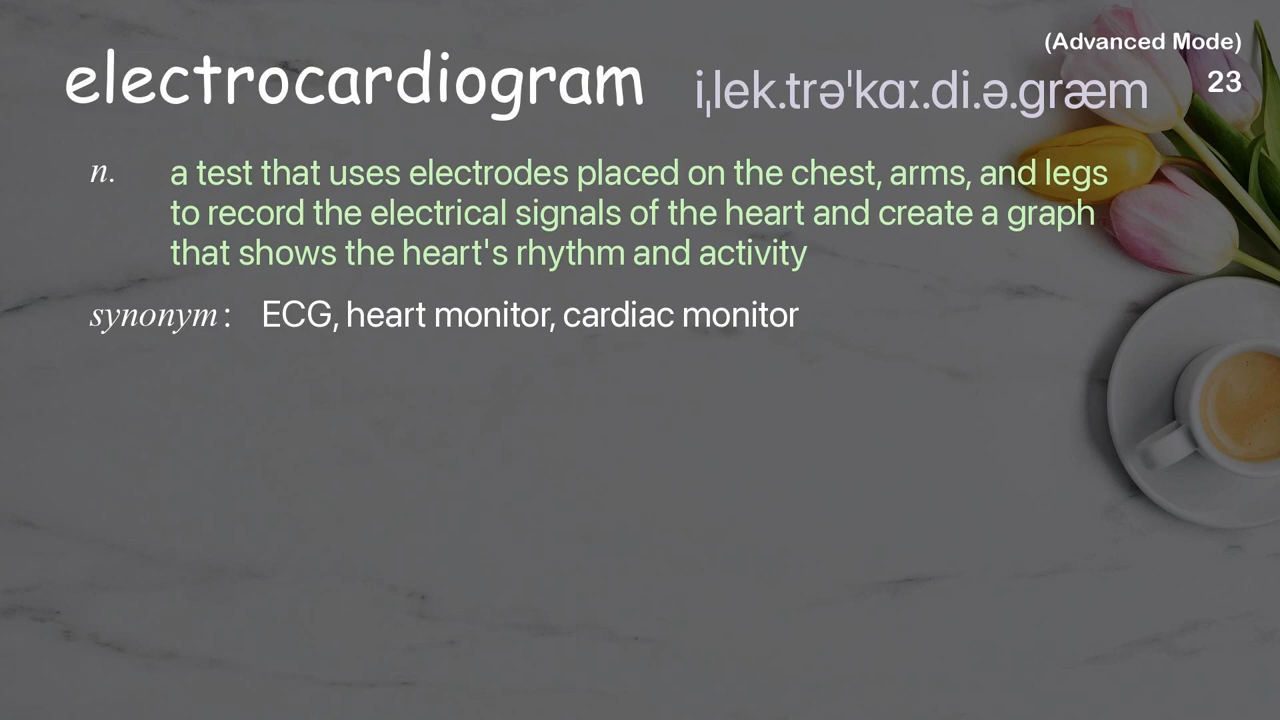 (Advanced Mode)
electrocardiogram iˌlek.trəˈkɑː.di.ə.græm 23
n. a test that uses electrodes placed on the chest, arms, and legs
to record the electrical signals of the heart and create a graph
that shows the heart's rhythm and activity
synonym: ECG, heart monitor, cardiac monitor